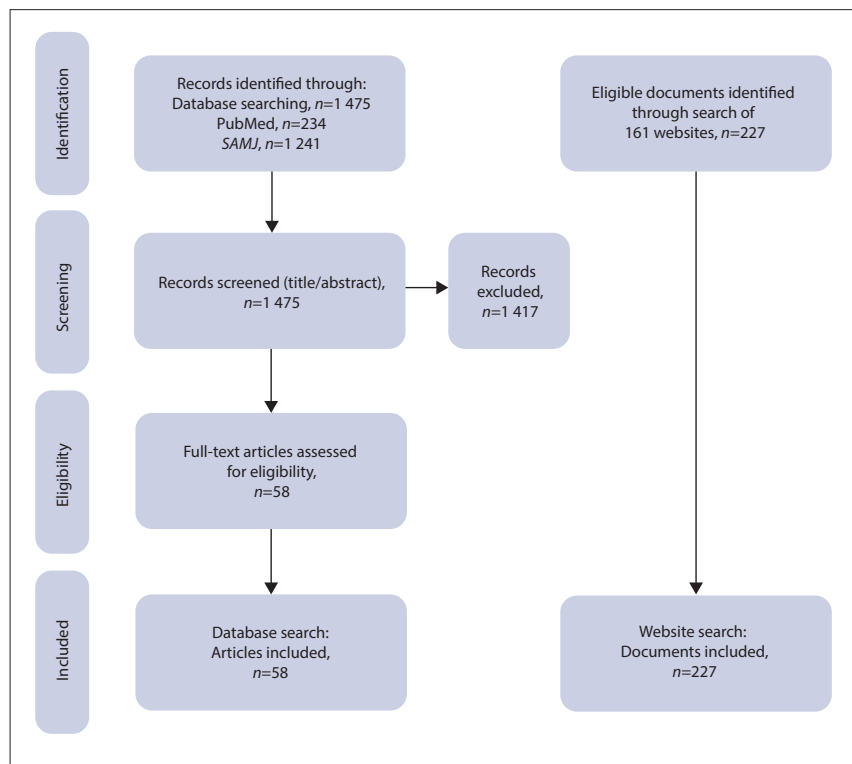 Identification
Records identified through:
Database searching, n=1 475
PubMed, n=234
SAMJ, n=1 241
Eligible documents identified
through search of
161 websites, n=227
Screening
Records screened (title/abstract),
n=1 475
Records
excluded,
n=1 417
Eligibility
Full-text articles assessed
for eligibility,
n=58
Included
Database search:
Articles included,
n=58
Website search:
Documents included,
n=227